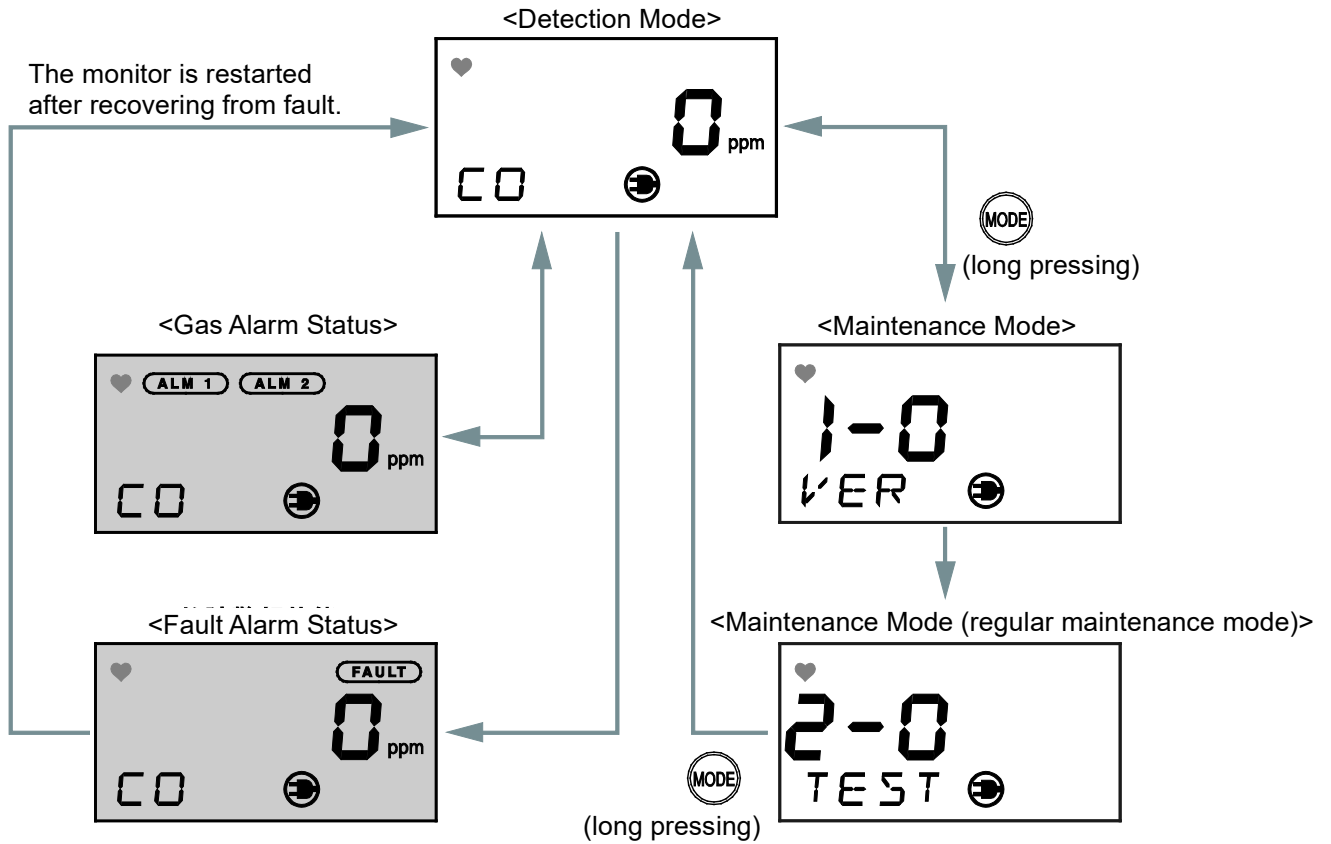 <Detection Mode>
The monitor is restarted
after recovering from fault.
0 ppm
CO
MODE
(long pressing)
<Gas Alarm Status>
ALM 1 ALM 2
0 ppm
CO
<Maintenance Mode>
1-0
VER
<Fault Alarm Status>
FAULT
0 ppm
CO
<Maintenance Mode (regular maintenance mode)>
2-0
TEST
MODE
(long pressing)